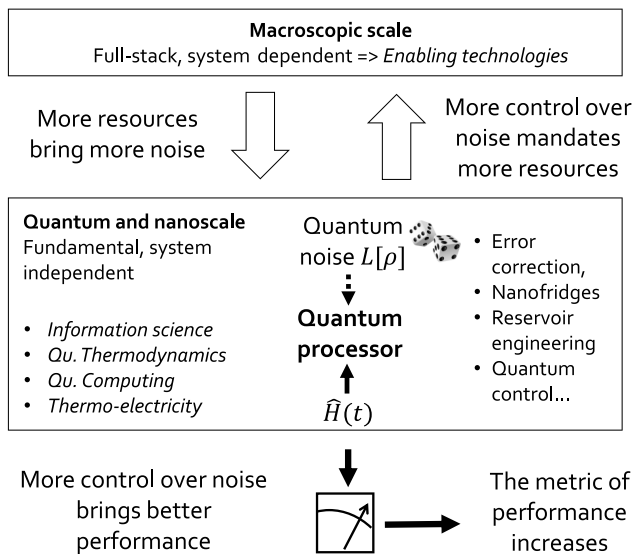 Macroscopic scale
Full-stack, system dependent => Enabling technologies
More resources
bring more noise
More control over
noise mandates
more resources
Quantum and nanoscale
Fundamental, system
independent
• Information science
• Qu. Thermodynamics
• Qu. Computing
• Thermo-electricity
Quantum
noise L[ρ]
Quantum
processor
Ĥ(t)
• Error
correction,
• Nanofridges
• Reservoir
engineering
• Quantum
control...
More control over noise
brings better
performance
The metric of
performance
increases